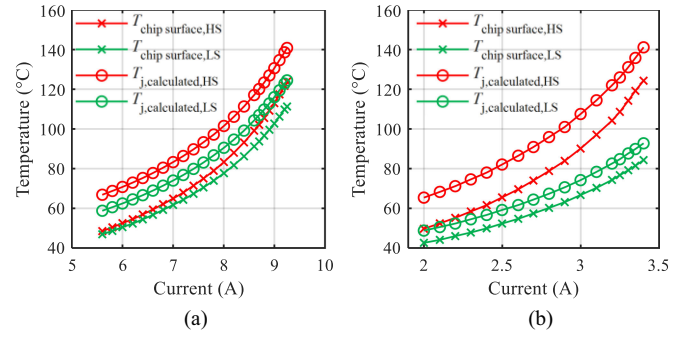 160
140
120
100
80
60
40
5
6
7
8
9
10
Temperature (°C)
Current (A)
T chip surface,HS
T chip surface,LS
T j,calculated,HS
T j,calculated,LS
(a)
160
140
120
100
80
60
40
2
2.5
3
3.5
Temperature (°C)
Current (A)
T chip surface,HS
T chip surface,LS
T j,calculated,HS
T j,calculated,LS
(b)